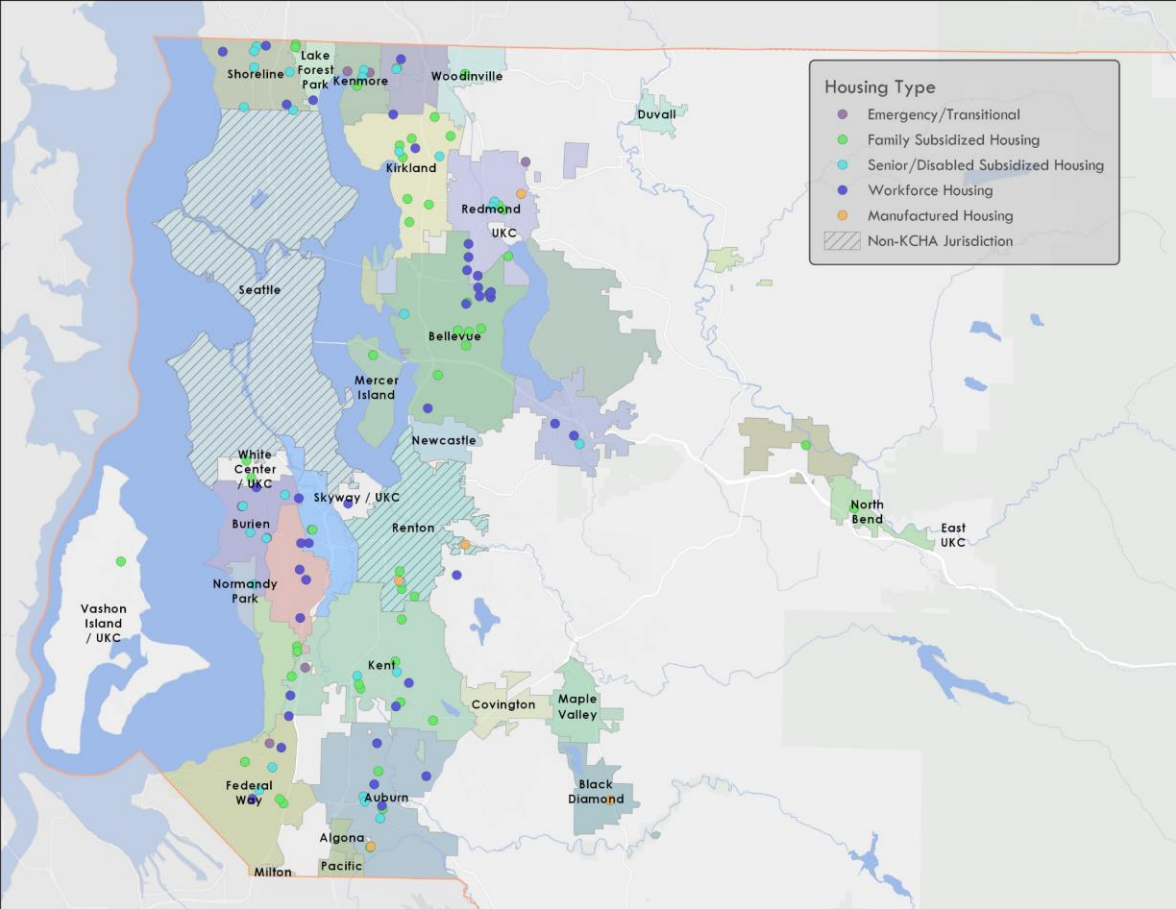 Lake
Forest
Park
Shoreline
Kenmore
Woodinville
Duvall
Kirkland
Redmond
UKC
Seattle
Bellevue
Mercer
Island
Newcastle
White
Center
/ UKC
Skyway / UKC
Burien
Renton
Normandy
Park
Vashon
Island
/ UKC
North
Bend
East
UKC
Kent
Covington
Maple
Valley
Federal
Way
Auburn
Black
Diamond
Algona
Pacific
Milton
Housing Type
Emergency/Transitional
Family Subsidized Housing
Senior/Disabled Subsidized Housing
Workforce Housing
Manufactured Housing
Non-KCHA Jurisdiction